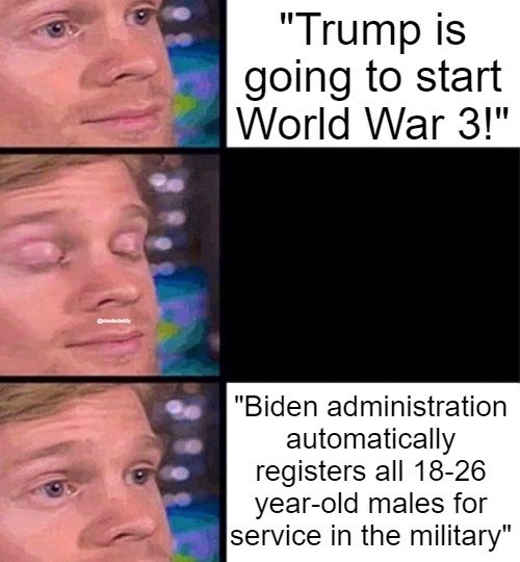 "Trump is
going to start
World War 3!"
"Biden administration
automatically
registers all 18-26
year-old males for
service in the military"